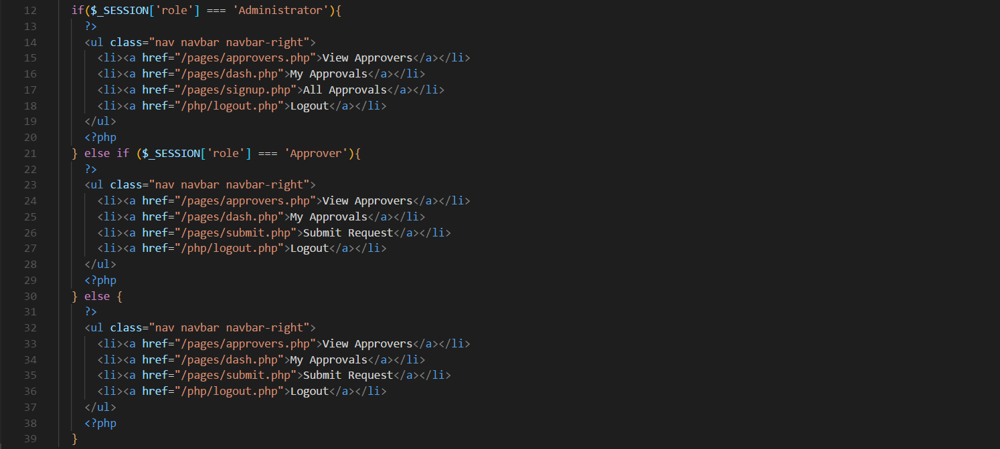 12 if($_SESSION['role'] === 'Administrator'){
13 ?>
14 <ul class="nav navbar navbar-right">
15 <li><a href="/pages/approvers.php">View Approvers</a></li>
16 <li><a href="/pages/dash.php">My Approvals</a></li>
17 <li><a href="/pages/signup.php">All Approvals</a></li>
18 <li><a href="/php/logout.php">Logout</a></li>
19 </ul>
20 <?php
21 } else if ($_SESSION['role'] === 'Approver'){
22 ?>
23 <ul class="nav navbar navbar-right">
24 <li><a href="/pages/approvers.php">View Approvers</a></li>
25 <li><a href="/pages/dash.php">My Approvals</a></li>
26 <li><a href="/pages/submit.php">Submit Request</a></li>
27 <li><a href="/php/logout.php">Logout</a></li>
28 </ul>
29 <?php
30 } else {
31 ?>
32 <ul class="nav navbar navbar-right">
33 <li><a href="/pages/approvers.php">View Approvers</a></li>
34 <li><a href="/pages/dash.php">My Approvals</a></li>
35 <li><a href="/pages/submit.php">Submit Request</a></li>
36 <li><a href="/php/logout.php">Logout</a></li>
37 </ul>
38 <?php
39 }